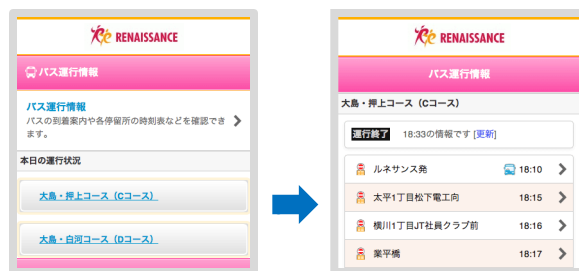 RENAISSANCE
バス運行情報
バス運行情報
バスの到着案内や各停留所の時刻表などを確認でき
ます。
本日の運行状況
大島・押上コース（Cコース）
大島・白河コース（Dコース）
RENAISSANCE
バス運行情報
大島・押上コース（Cコース）
運行終了 18:33の情報です [更新]
ルネサンス発 18:10
太平1丁目松下電工向 18:15
横川1丁目JT社員クラブ前 18:16
業平橋 18:17